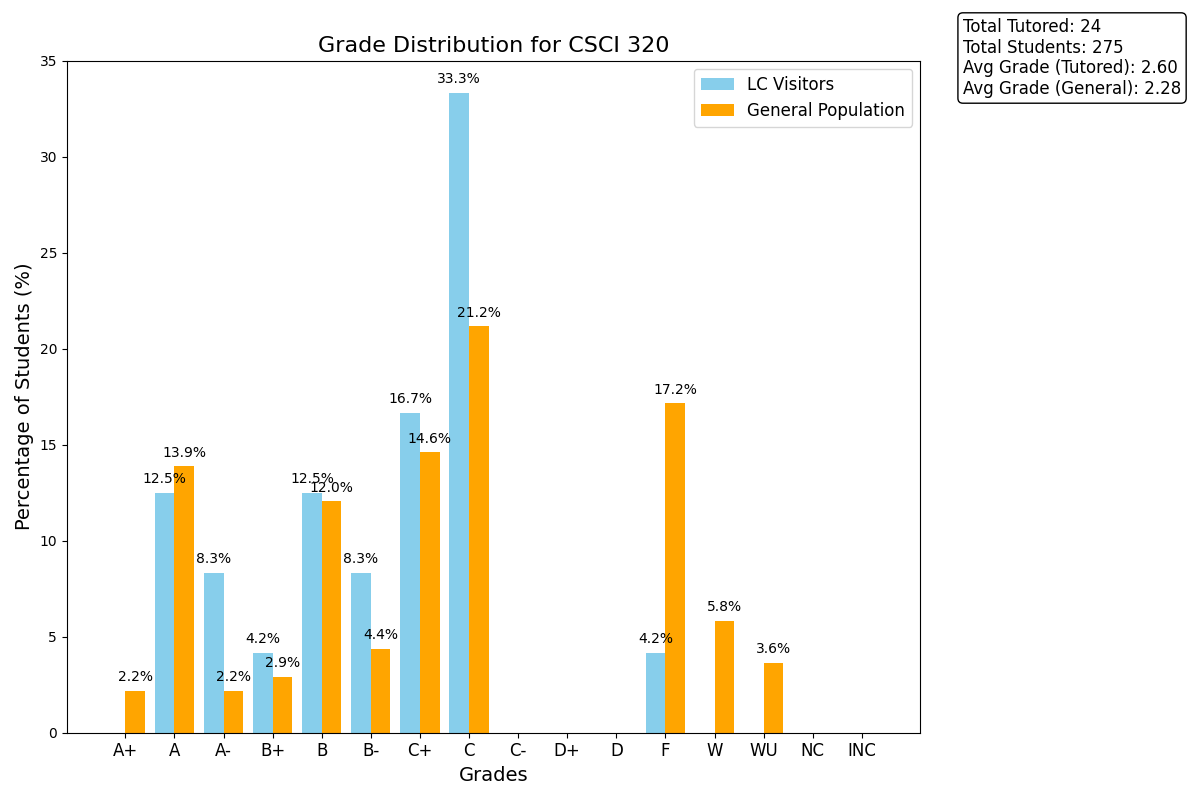 Grade Distribution for CSCI 320
Total Tutored: 24
Total Students: 275
Avg Grade (Tutored): 2.60
Avg Grade (General): 2.28
LC Visitors
General Population
Percentage of Students (%)
35
30
25
20
15
10
5
0
2.2%
12.5%
13.9%
8.3%
2.2%
4.2%
2.9%
12.5%
12.0%
8.3%
4.4%
16.7%
14.6%
33.3%
21.2%
4.2%
17.2%
5.8%
3.6%
A+ A A- B+ B B- C+ C C- D+ D F W WU NC INC
Grades